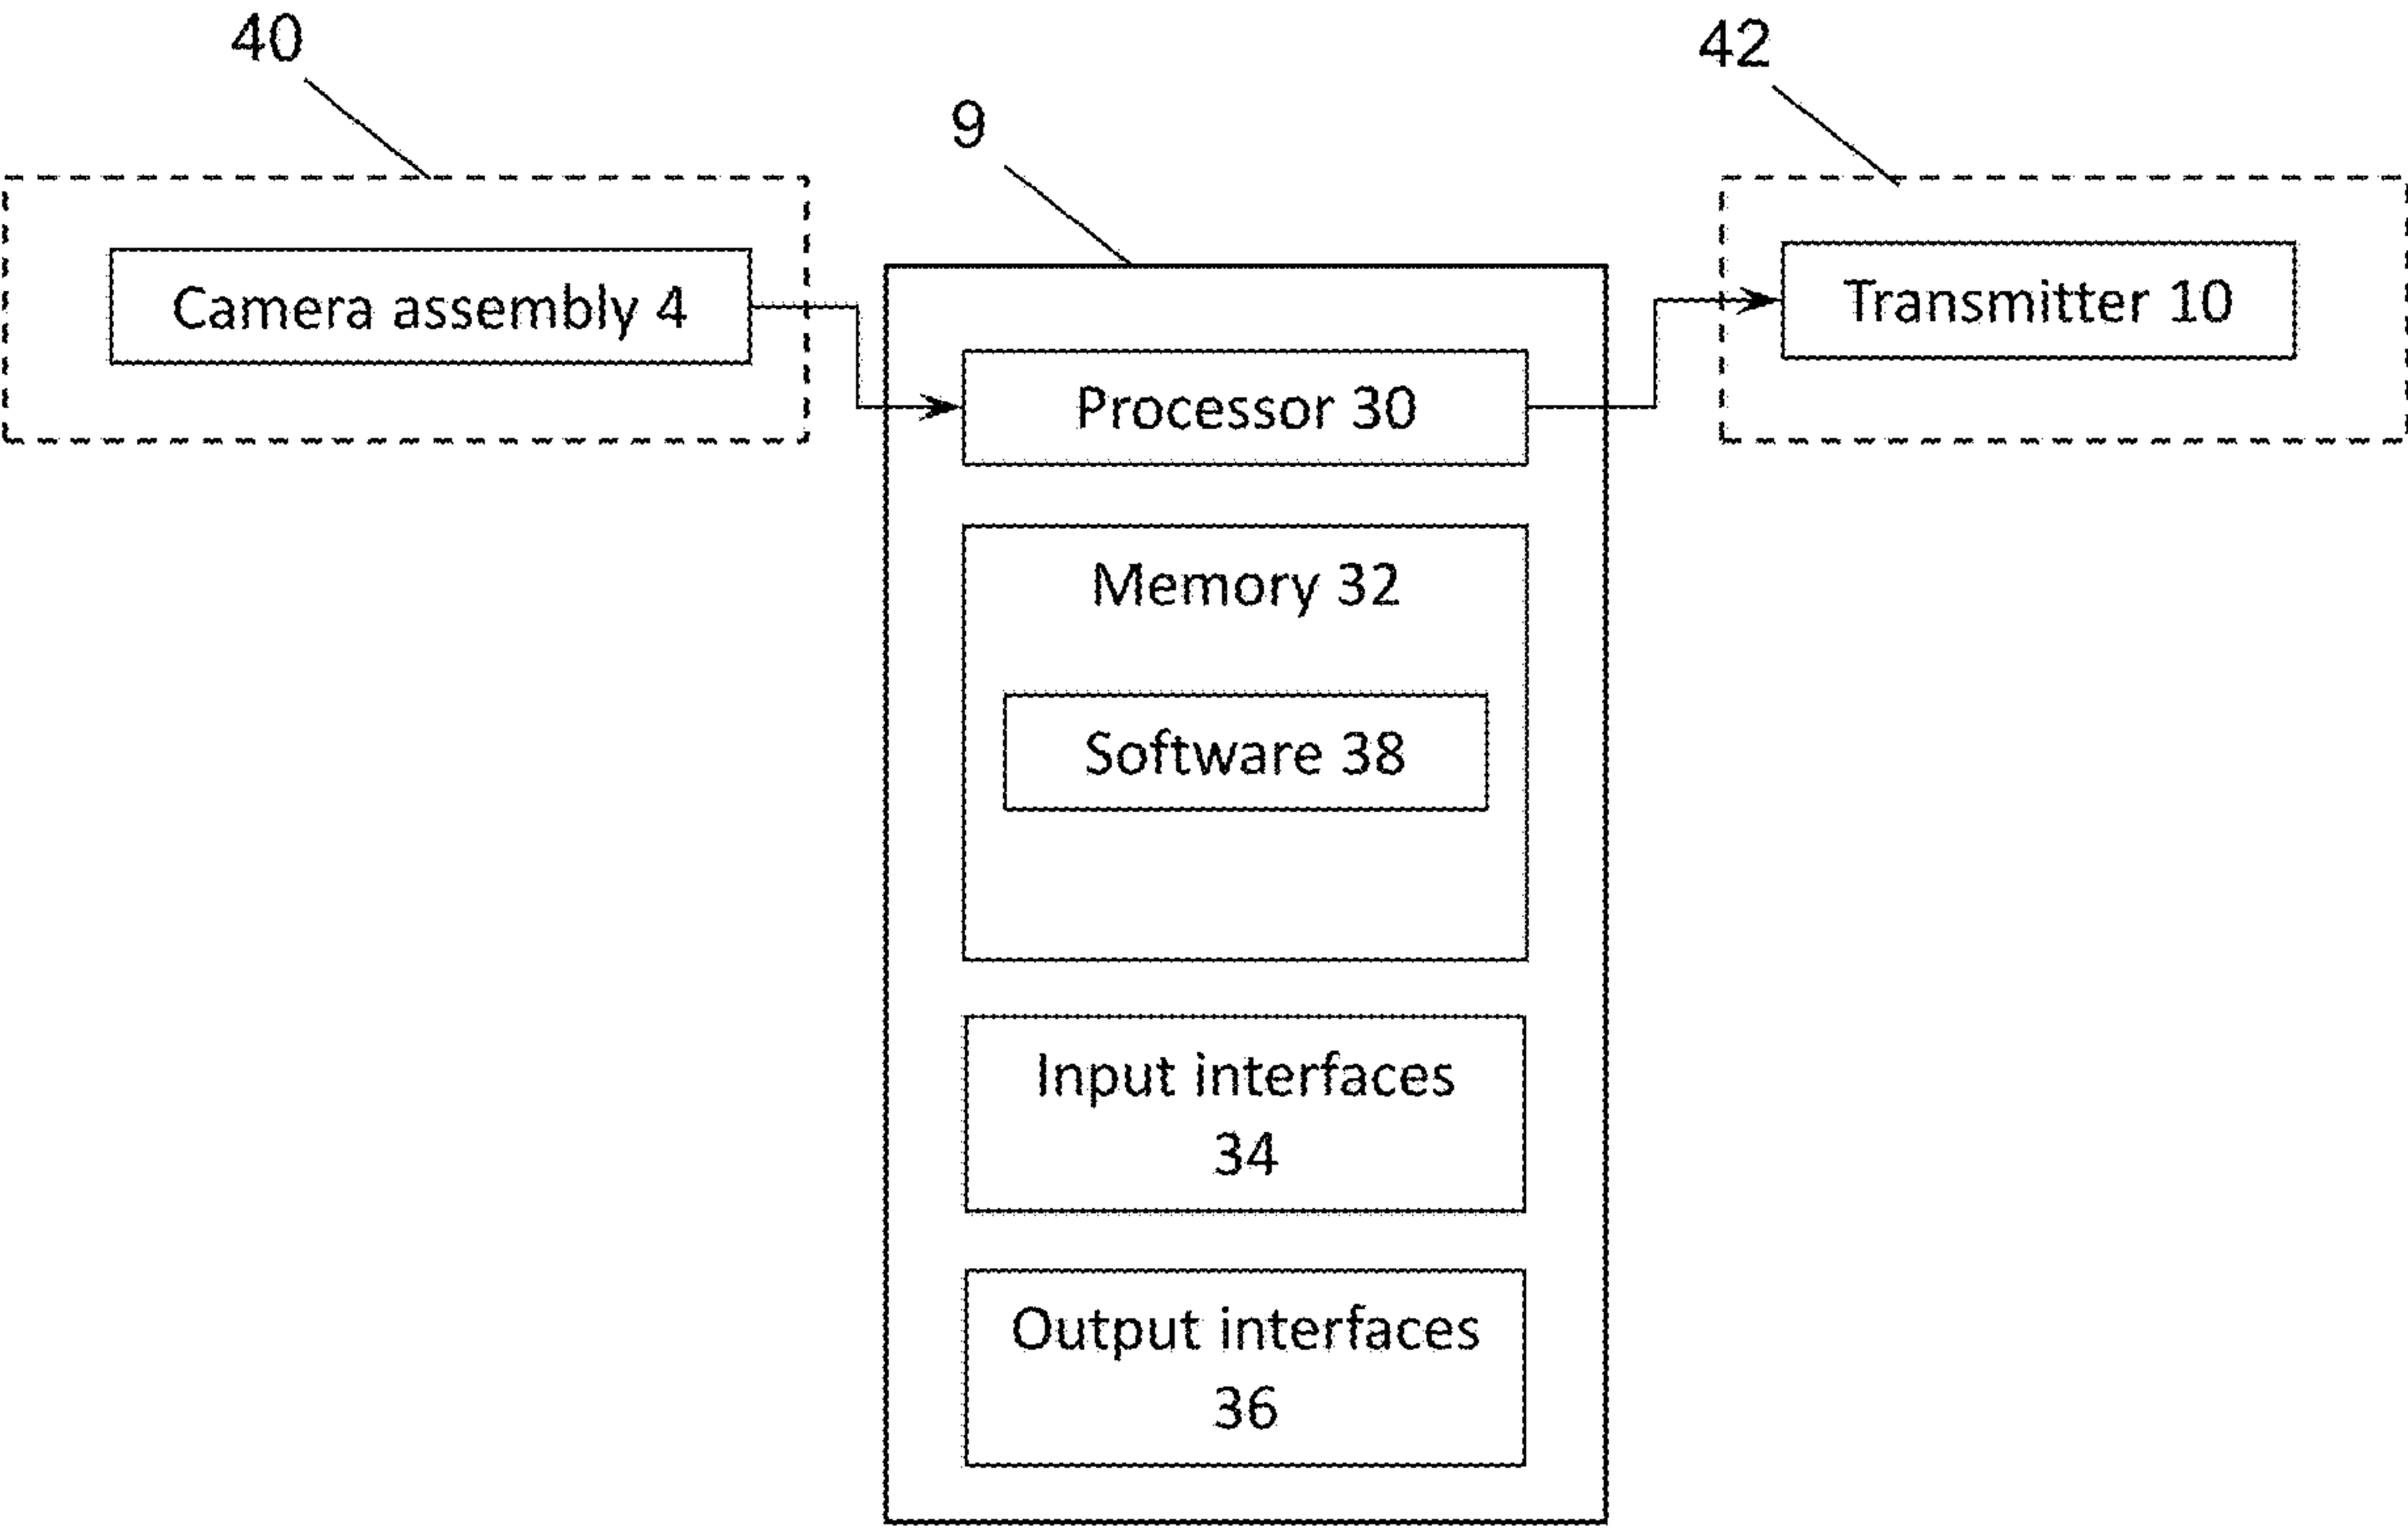 40
42
9
Camera assembly 4
Transmitter 10
Processor 30
Memory 32
Software 38
Input interfaces
34
Output interfaces
36